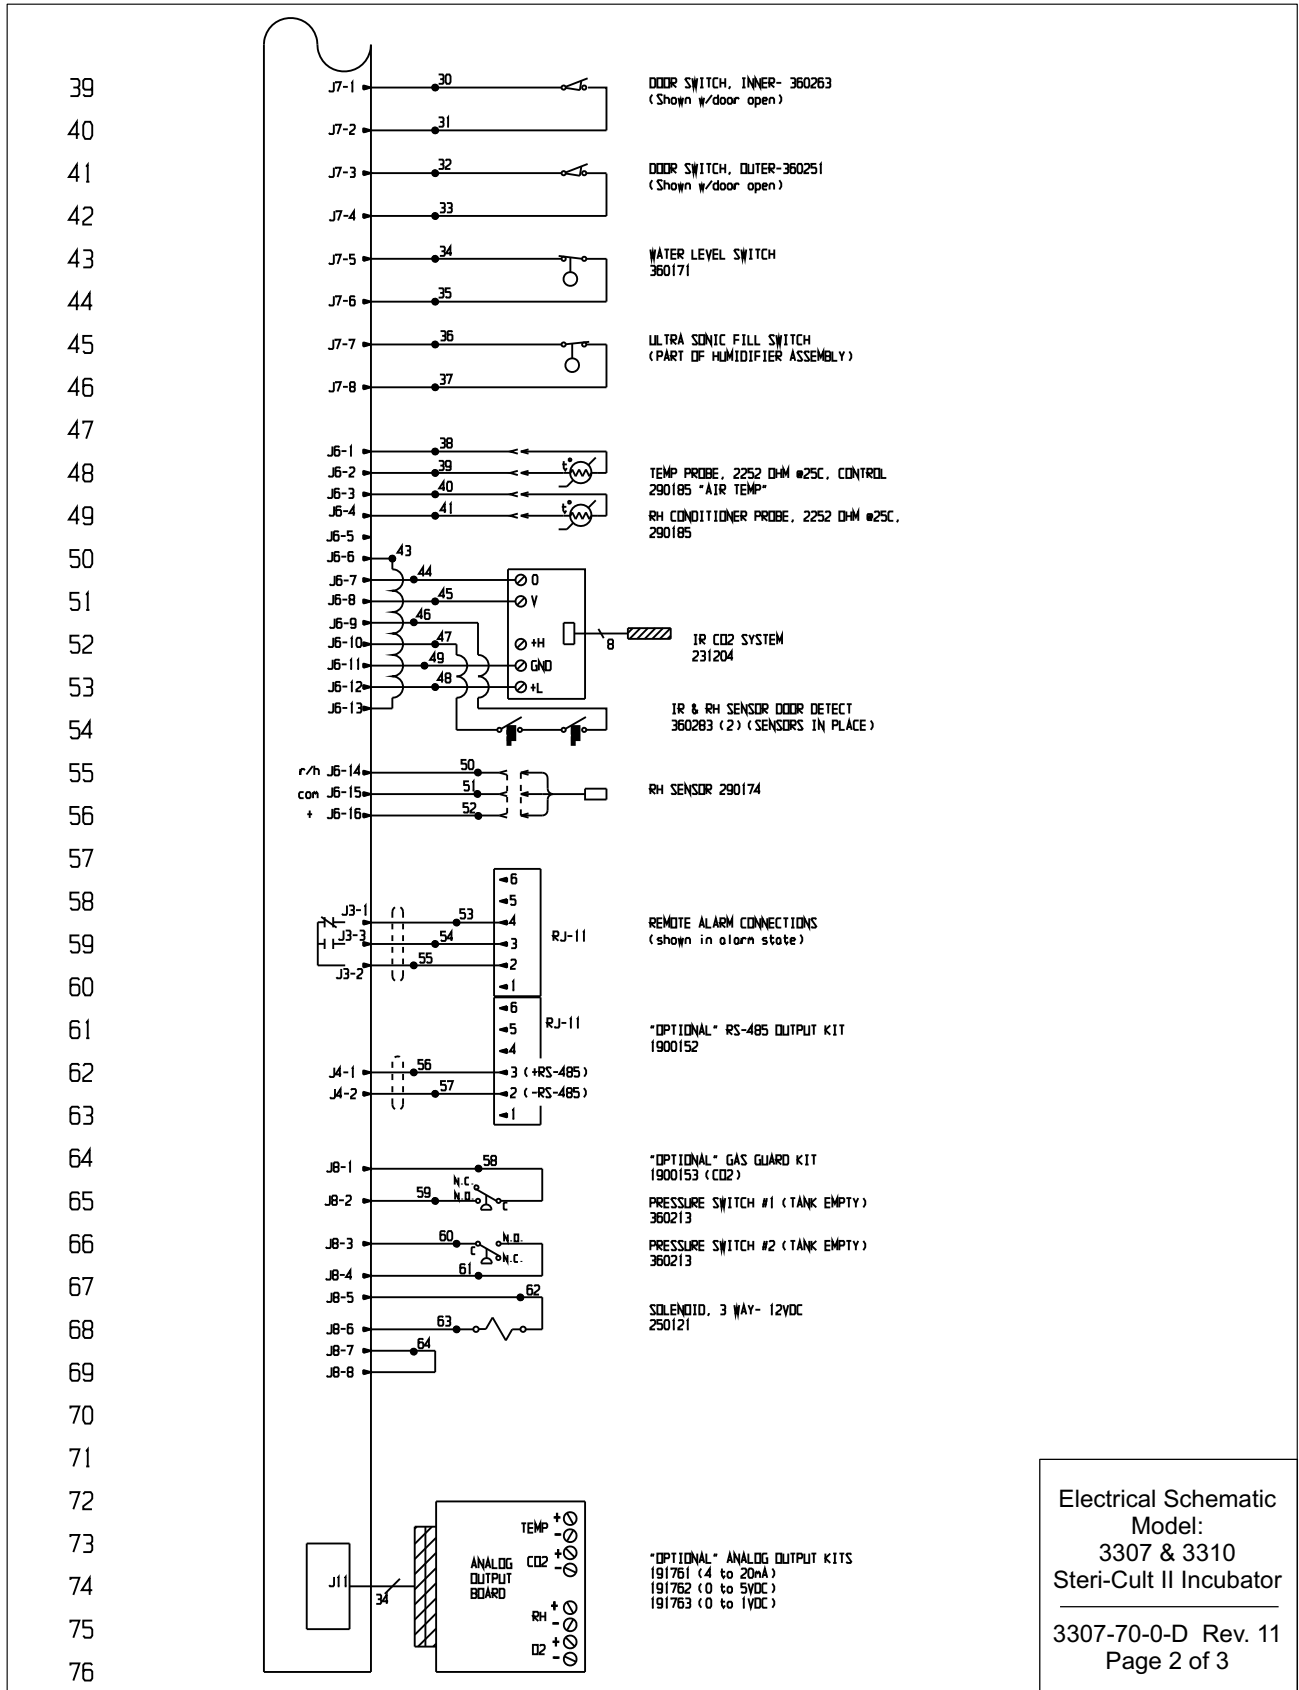 39
J7-1
30
DOOR SWITCH, INNER- 360263
(Shown w/door open)
40
J7-2
31
41
J7-3
32
DOOR SWITCH, OUTER-360251
(Shown w/door open)
42
J7-4
33
43
J7-5
34
WATER LEVEL SWITCH
360171
44
J7-6
35
45
J7-7
36
ULTRA SONIC FILL SWITCH
(PART OF HUMIDIFIER ASSEMBLY)
46
J7-8
37
47
J6-1
38
48
J6-2
39
t°
TEMP PROBE, 2252 OHM @25C, CONTROL
290185 "AIR TEMP"
J6-3
40
49
J6-4
41
t°
RH CONDITIONER PROBE, 2252 OHM @25C,
290185
J6-5
50
J6-6
43
J6-7
44
O
51
J6-8
45
V
J6-9
46
52
J6-10
47
+H
8
IR CO2 SYSTEM
231204
J6-11
49
GND
53
J6-12
48
+L
J6-13
54
IR & RH SENSOR DOOR DETECT
360283 (2) (SENSORS IN PLACE)
55
r/h J6-14
50
com J6-15
51
RH SENSOR 290174
56
+ J6-16
52
57
58
6
5
J3-1
53
4
REMOTE ALARM CONNECTIONS
(shown in alarm state)
59
J3-3
54
3
RJ-11
J3-2
55
2
60
1
6
61
5
RJ-11
"OPTIONAL" RS-485 OUTPUT KIT
1900152
4
62
J4-1
56
3 (+RS-485)
J4-2
57
2 (-RS-485)
63
1
64
J8-1
58
"OPTIONAL" GAS GUARD KIT
1900153 (CO2)
N.C.
65
J8-2
59
N.O.
C
PRESSURE SWITCH #1 (TANK EMPTY)
360213
66
J8-3
60
N.O.
C
N.C.
PRESSURE SWITCH #2 (TANK EMPTY)
360213
J8-4
61
67
J8-5
62
SOLENOID, 3 WAY- 12VDC
250121
68
J8-6
63
J8-7
64
69
J8-8
70
71
72
73
TEMP
+
-
74
J11
34
ANALOG
OUTPUT
BOARD
CO2
+
-
"OPTIONAL" ANALOG OUTPUT KITS
191761 (4 to 20mA)
191762 (0 to 5VDC)
191763 (0 to 1VDC)
75
RH
+
-
O2
+
-
76
Electrical Schematic
Model:
3307 & 3310
Steri-Cult II Incubator
3307-70-0-D Rev. 11
Page 2 of 3